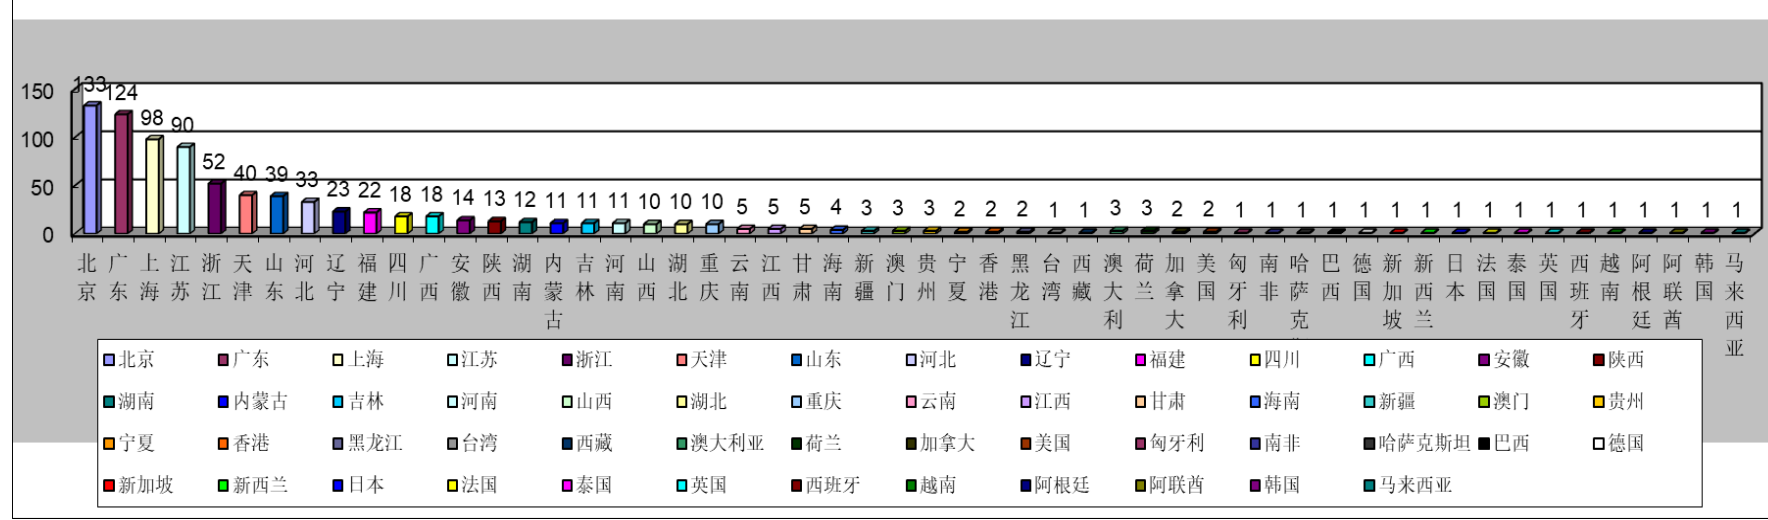 133 124 98 90 52 40 39 33 23 22 18 18 14 13 12 11 11 11 10 10 10 5 5 5 4 3 3 3 2 2 2 1 1 3 3 2 2 1 1 1 1 1 1 1 1 1 1 1 1 1 1 1 1 1
150
100
50
0
北京 广东 上海 江苏 浙江 天津 山东 河北 辽宁 福建 四川 广西 安徽 陕西 湖南 内蒙古 吉林 河南 山西 湖北 重庆 云南 江西 甘肃 海南 新疆 澳门 贵州 宁夏 香港 黑龙江 台湾 西藏 澳大利 荷兰 加拿大 美国 匈牙利 南非 哈萨克 巴西 德国 新加坡 新西兰 日本 法国 泰国 英国 西班牙 越南 阿根廷 阿联酋 韩国 马来西亚
北京 广东 上海 江苏 浙江 天津 山东 河北 辽宁 福建 四川 广西 安徽 陕西
湖南 内蒙古 吉林 河南 山西 湖北 重庆 云南 江西 甘肃 海南 新疆 澳门 贵州
宁夏 香港 黑龙江 台湾 西藏 澳大利亚 荷兰 加拿大 美国 匈牙利 南非 哈萨克斯坦 巴西 德国
新加坡 新西兰 日本 法国 泰国 英国 西班牙 越南 阿根廷 阿联酋 韩国 马来西亚